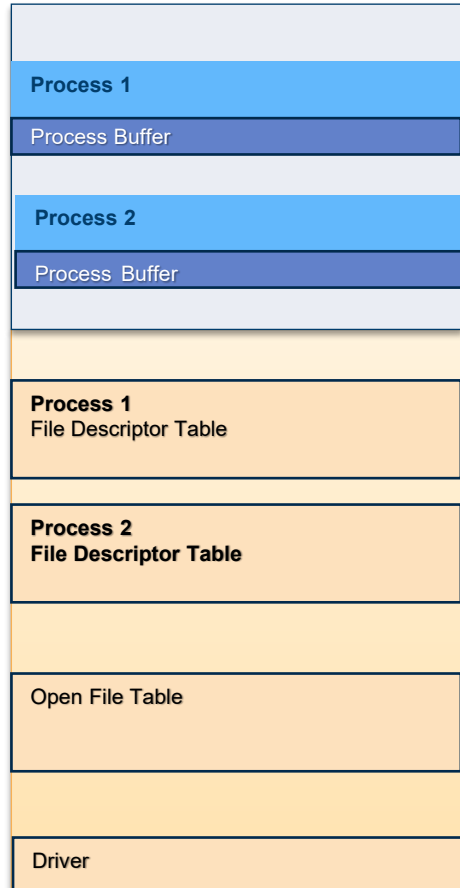 Process 1
Process Buffer
Process 2
Process Buffer
Process 1
File Descriptor Table
Process 2
File Descriptor Table
Open File Table
Driver